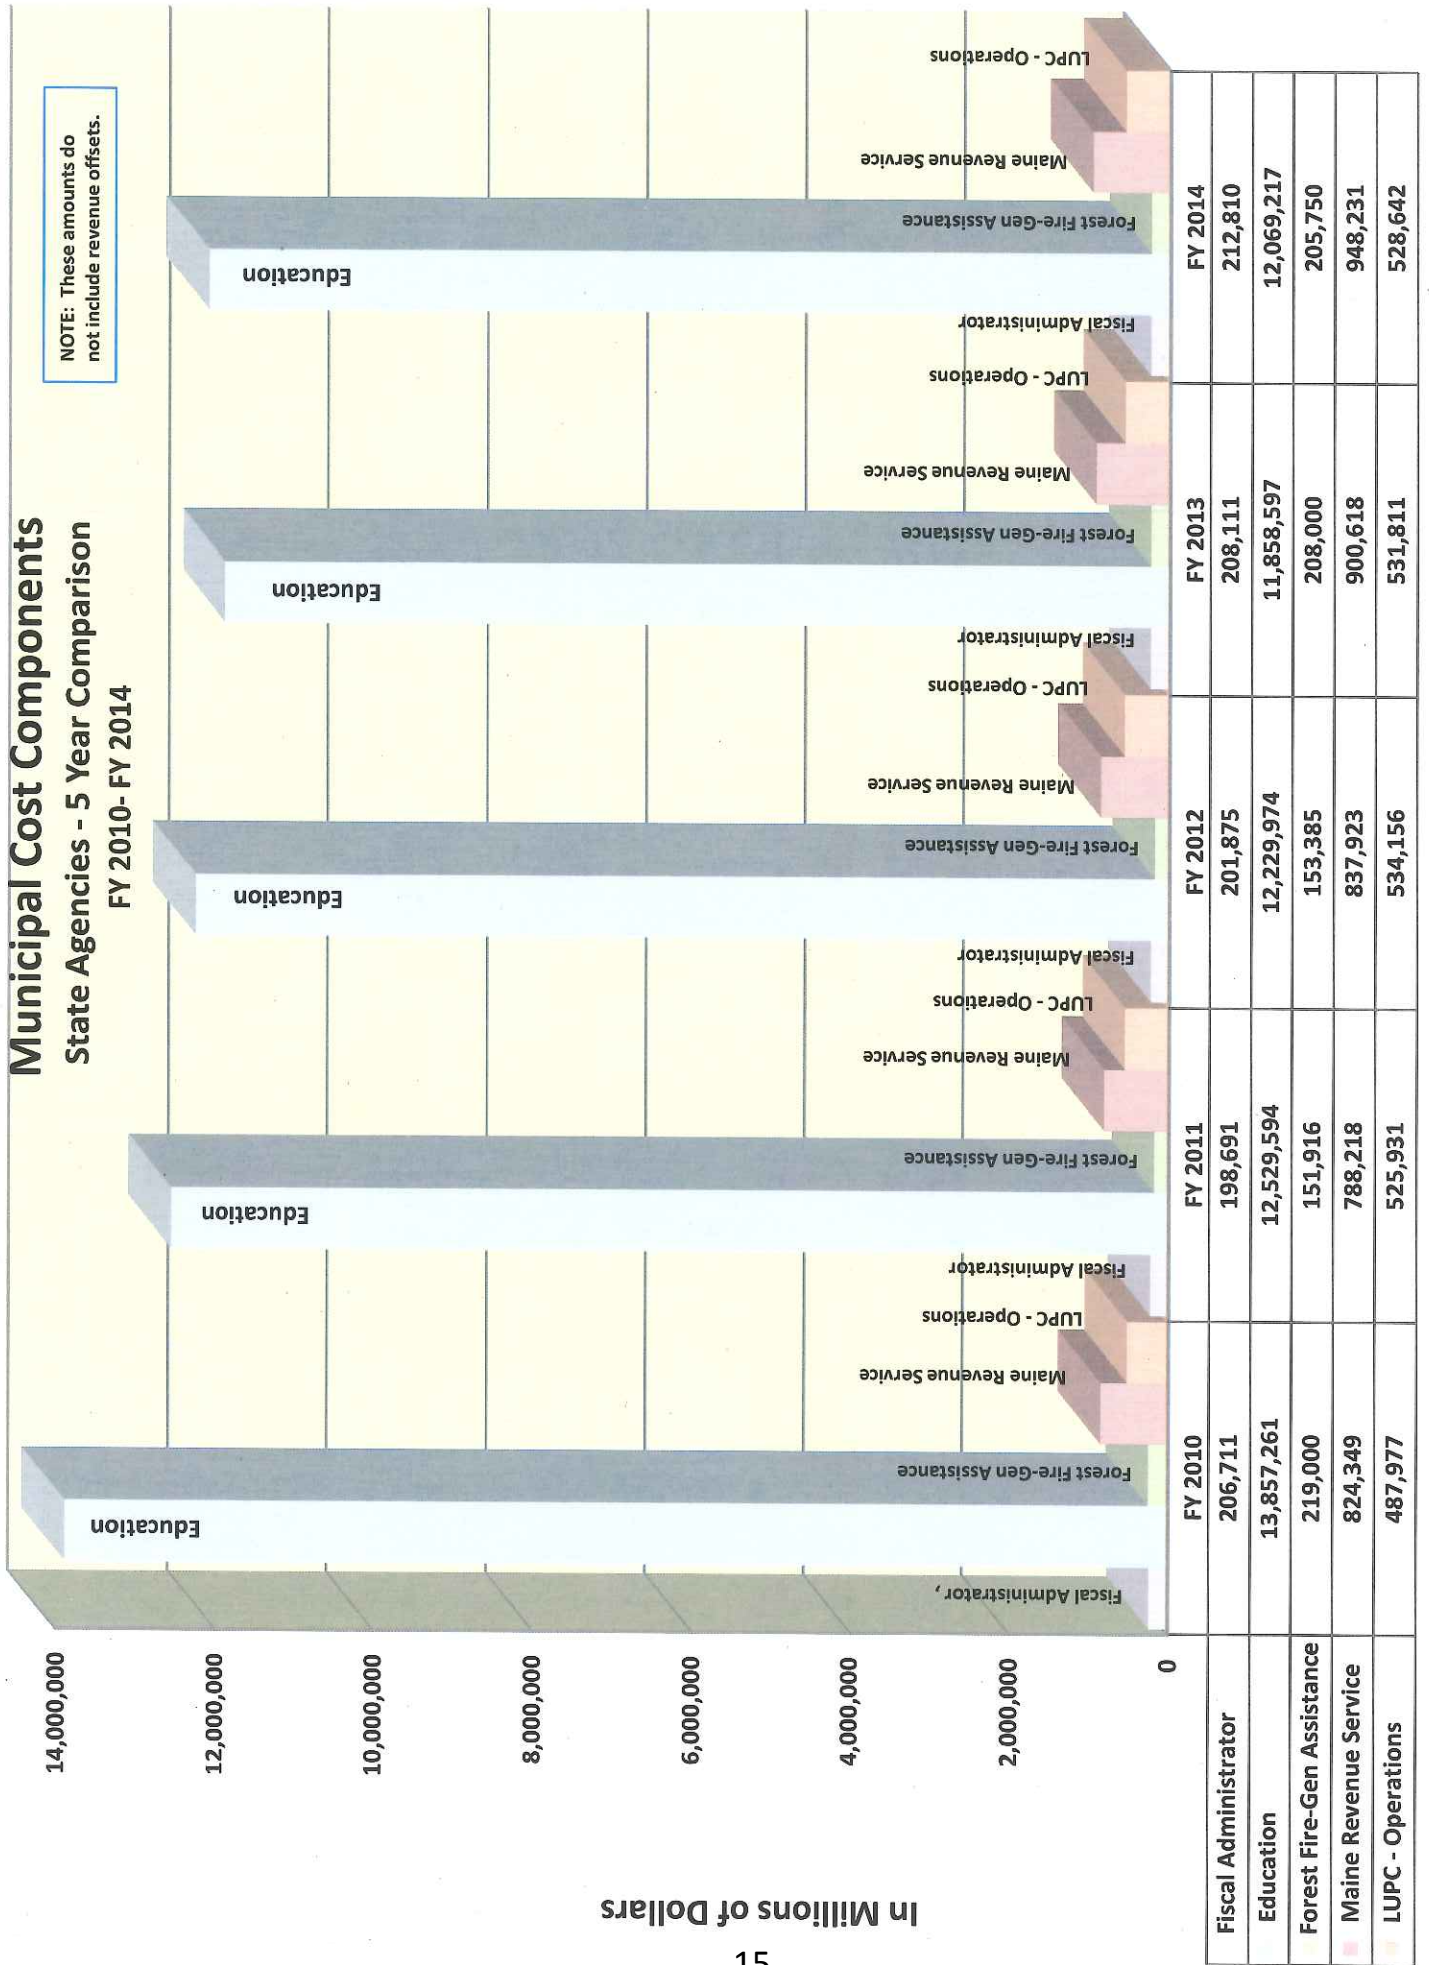 Municipal Cost Components
State Agencies - 5 Year Comparison
FY 2010- FY 2014
NOTE: These amounts do
not include revenue offsets.
In Millions of Dollars
14,000,000
12,000,000
10,000,000
8,000,000
6,000,000
4,000,000
2,000,000
0
Fiscal Administrator ,
Education
Forest Fire-Gen Assistance
Maine Revenue Service
LUPC - Operations
Fiscal Administrator
Education
Forest Fire-Gen Assistance
Maine Revenue Service
LUPC - Operations
Fiscal Administrator
Education
Forest Fire-Gen Assistance
Maine Revenue Service
LUPC - Operations
Fiscal Administrator
Education
Forest Fire-Gen Assistance
Maine Revenue Service
LUPC - Operations
Fiscal Administrator
Education
Forest Fire-Gen Assistance
Maine Revenue Service
LUPC - Operations
FY 2010 FY 2011 FY 2012 FY 2013 FY 2014
Fiscal Administrator 206,711 198,691 201,875 208,111 212,810
Education 13,857,261 12,529,594 12,229,974 11,858,597 12,069,217
Forest Fire-Gen Assistance 219,000 151,916 153,385 208,000 205,750
Maine Revenue Service 824,349 788,218 837,923 900,618 948,231
LUPC - Operations 487,977 525,931 534,156 531,811 528,642
15